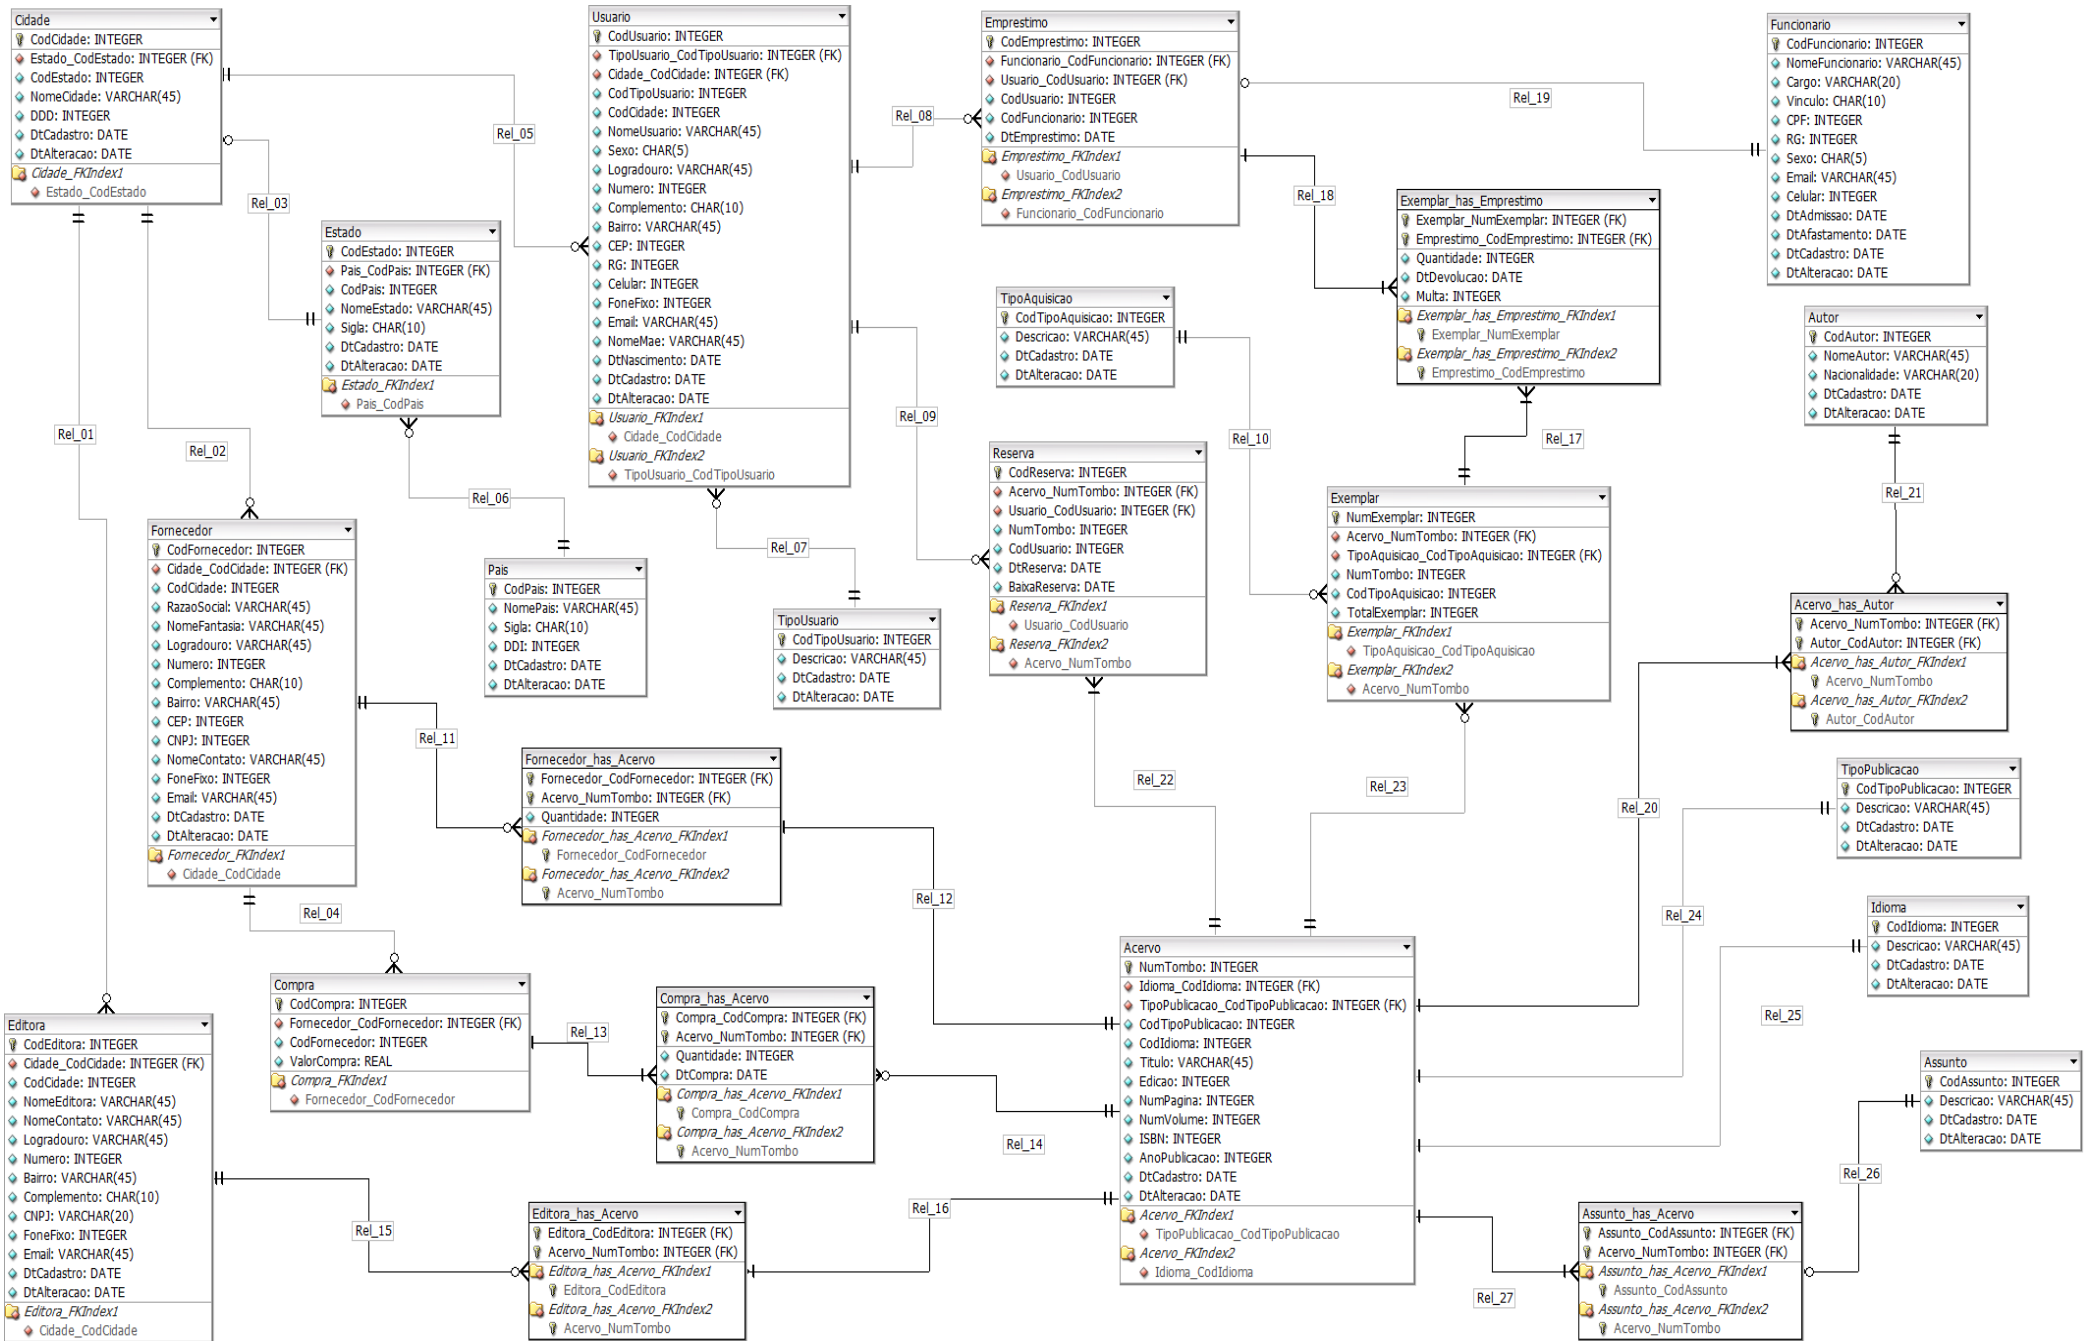 Cidade
CodCidade: INTEGER
Estado_CodEstado: INTEGER (FK)
CodEstado: INTEGER
NomeCidade: VARCHAR(45)
DDD: INTEGER
DtCadastro: DATE
DtAlteracao: DATE
Cidade_FKIndex1
Estado_CodEstado
Usuario
CodUsuario: INTEGER
TipoUsuario_CodTipoUsuario: INTEGER (FK)
Cidade_CodCidade: INTEGER (FK)
CodTipoUsuario: INTEGER
CodCidade: INTEGER
NomeUsuario: VARCHAR(45)
Sexo: CHAR(5)
Logradouro: VARCHAR(45)
Numero: INTEGER
Complemento: CHAR(10)
Bairro: VARCHAR(45)
CEP: INTEGER
RG: INTEGER
Celular: INTEGER
FoneFixo: INTEGER
Email: VARCHAR(45)
NomeMae: VARCHAR(45)
DtNascimento: DATE
DtCadastro: DATE
DtAlteracao: DATE
Usuario_FKIndex1
Cidade_CodCidade
Usuario_FKIndex2
TipoUsuario_CodTipoUsuario
Emprestimo
CodEmprestimo: INTEGER
Funcionario_CodFuncionario: INTEGER (FK)
Usuario_CodUsuario: INTEGER (FK)
CodUsuario: INTEGER
CodFuncionario: INTEGER
DtEmprestimo: DATE
Emprestimo_FKIndex1
Usuario_CodUsuario
Emprestimo_FKIndex2
Funcionario_CodFuncionario
Funcionario
CodFuncionario: INTEGER
NomeFuncionario: VARCHAR(45)
Cargo: VARCHAR(20)
Vinculo: CHAR(10)
CPF: INTEGER
RG: INTEGER
Sexo: CHAR(5)
Email: VARCHAR(45)
Celular: INTEGER
DtAdmissao: DATE
DtAfastamento: DATE
DtCadastro: DATE
DtAlteracao: DATE
Rel_05
Rel_08
Rel_19
Rel_03
Rel_18
Estado
CodEstado: INTEGER
Pais_CodPais: INTEGER (FK)
CodPais: INTEGER
NomeEstado: VARCHAR(45)
Sigla: CHAR(10)
DtCadastro: DATE
DtAlteracao: DATE
Estado_FKIndex1
Pais_CodPais
Exemplar_has_Emprestimo
Exemplar_NumExemplar: INTEGER (FK)
Emprestimo_CodEmprestimo: INTEGER (FK)
Quantidade: INTEGER
DtDevolucao: DATE
Multa: INTEGER
Exemplar_has_Emprestimo_FKIndex1
Exemplar_NumExemplar
Exemplar_has_Emprestimo_FKIndex2
Emprestimo_CodEmprestimo
TipoAquisicao
CodTipoAquisicao: INTEGER
Descricao: VARCHAR(45)
DtCadastro: DATE
DtAlteracao: DATE
Autor
CodAutor: INTEGER
NomeAutor: VARCHAR(45)
Nacionalidade: VARCHAR(20)
DtCadastro: DATE
DtAlteracao: DATE
Rel_01
Rel_02
Rel_06
Rel_07
Rel_09
Rel_10
Rel_17
Rel_21
Reserva
CodReserva: INTEGER
Acervo_NumTombo: INTEGER (FK)
Usuario_CodUsuario: INTEGER (FK)
NumTombo: INTEGER
CodUsuario: INTEGER
DtReserva: DATE
BaixaReserva: DATE
Reserva_FKIndex1
Usuario_CodUsuario
Reserva_FKIndex2
Acervo_NumTombo
Exemplar
NumExemplar: INTEGER
Acervo_NumTombo: INTEGER (FK)
TipoAquisicao_CodTipoAquisicao: INTEGER (FK)
NumTombo: INTEGER
CodTipoAquisicao: INTEGER
TotalExemplar: INTEGER
Exemplar_FKIndex1
TipoAquisicao_CodTipoAquisicao
Exemplar_FKIndex2
Acervo_NumTombo
Fornecedor
CodFornecedor: INTEGER
Cidade_CodCidade: INTEGER (FK)
CodCidade: INTEGER
RazaoSocial: VARCHAR(45)
NomeFantasia: VARCHAR(45)
Logradouro: VARCHAR(45)
Numero: INTEGER
Complemento: CHAR(10)
Bairro: VARCHAR(45)
CEP: INTEGER
CNPJ: INTEGER
NomeContato: VARCHAR(45)
FoneFixo: INTEGER
Email: VARCHAR(45)
DtCadastro: DATE
DtAlteracao: DATE
Fornecedor_FKIndex1
Cidade_CodCidade
Pais
CodPais: INTEGER
NomePais: VARCHAR(45)
Sigla: CHAR(10)
DDI: INTEGER
DtCadastro: DATE
DtAlteracao: DATE
TipoUsuario
CodTipoUsuario: INTEGER
Descricao: VARCHAR(45)
DtCadastro: DATE
DtAlteracao: DATE
Acervo_has_Autor
Acervo_NumTombo: INTEGER (FK)
Autor_CodAutor: INTEGER (FK)
Acervo_has_Autor_FKIndex1
Acervo_NumTombo
Acervo_has_Autor_FKIndex2
Autor_CodAutor
Rel_11
Rel_22
Rel_23
Rel_20
Fornecedor_has_Acervo
Fornecedor_CodFornecedor: INTEGER (FK)
Acervo_NumTombo: INTEGER (FK)
Quantidade: INTEGER
Fornecedor_has_Acervo_FKIndex1
Fornecedor_CodFornecedor
Fornecedor_has_Acervo_FKIndex2
Acervo_NumTombo
TipoPublicacao
CodTipoPublicacao: INTEGER
Descricao: VARCHAR(45)
DtCadastro: DATE
DtAlteracao: DATE
Rel_04
Rel_12
Rel_24
Idioma
CodIdioma: INTEGER
Descricao: VARCHAR(45)
DtCadastro: DATE
DtAlteracao: DATE
Compra
CodCompra: INTEGER
Fornecedor_CodFornecedor: INTEGER (FK)
CodFornecedor: INTEGER
ValorCompra: REAL
Compra_FKIndex1
Fornecedor_CodFornecedor
Rel_13
Compra_has_Acervo
Compra_CodCompra: INTEGER (FK)
Acervo_NumTombo: INTEGER (FK)
Quantidade: INTEGER
DtCompra: DATE
Compra_has_Acervo_FKIndex1
Compra_CodCompra
Compra_has_Acervo_FKIndex2
Acervo_NumTombo
Acervo
NumTombo: INTEGER
Idioma_CodIdioma: INTEGER (FK)
TipoPublicacao_CodTipoPublicacao: INTEGER (FK)
CodTipoPublicacao: INTEGER
CodIdioma: INTEGER
Titulo: VARCHAR(45)
Edicao: INTEGER
NumPagina: INTEGER
NumVolume: INTEGER
ISBN: INTEGER
AnoPublicacao: INTEGER
DtCadastro: DATE
DtAlteracao: DATE
Acervo_FKIndex1
TipoPublicacao_CodTipoPublicacao
Acervo_FKIndex2
Idioma_CodIdioma
Rel_25
Assunto
CodAssunto: INTEGER
Descricao: VARCHAR(45)
DtCadastro: DATE
DtAlteracao: DATE
Editora
CodEditora: INTEGER
Cidade_CodCidade: INTEGER (FK)
CodCidade: INTEGER
NomeEditora: VARCHAR(45)
NomeContato: VARCHAR(45)
Logradouro: VARCHAR(45)
Numero: INTEGER
Bairro: VARCHAR(45)
Complemento: CHAR(10)
CNPJ: VARCHAR(20)
FoneFixo: INTEGER
Email: VARCHAR(45)
DtCadastro: DATE
DtAlteracao: DATE
Editora_FKIndex1
Cidade_CodCidade
Rel_14
Rel_26
Rel_15
Rel_16
Editora_has_Acervo
Editora_CodEditora: INTEGER (FK)
Acervo_NumTombo: INTEGER (FK)
Editora_has_Acervo_FKIndex1
Editora_CodEditora
Editora_has_Acervo_FKIndex2
Acervo_NumTombo
Rel_27
Assunto_has_Acervo
Assunto_CodAssunto: INTEGER (FK)
Acervo_NumTombo: INTEGER (FK)
Assunto_has_Acervo_FKIndex1
Assunto_CodAssunto
Assunto_has_Acervo_FKIndex2
Acervo_NumTombo